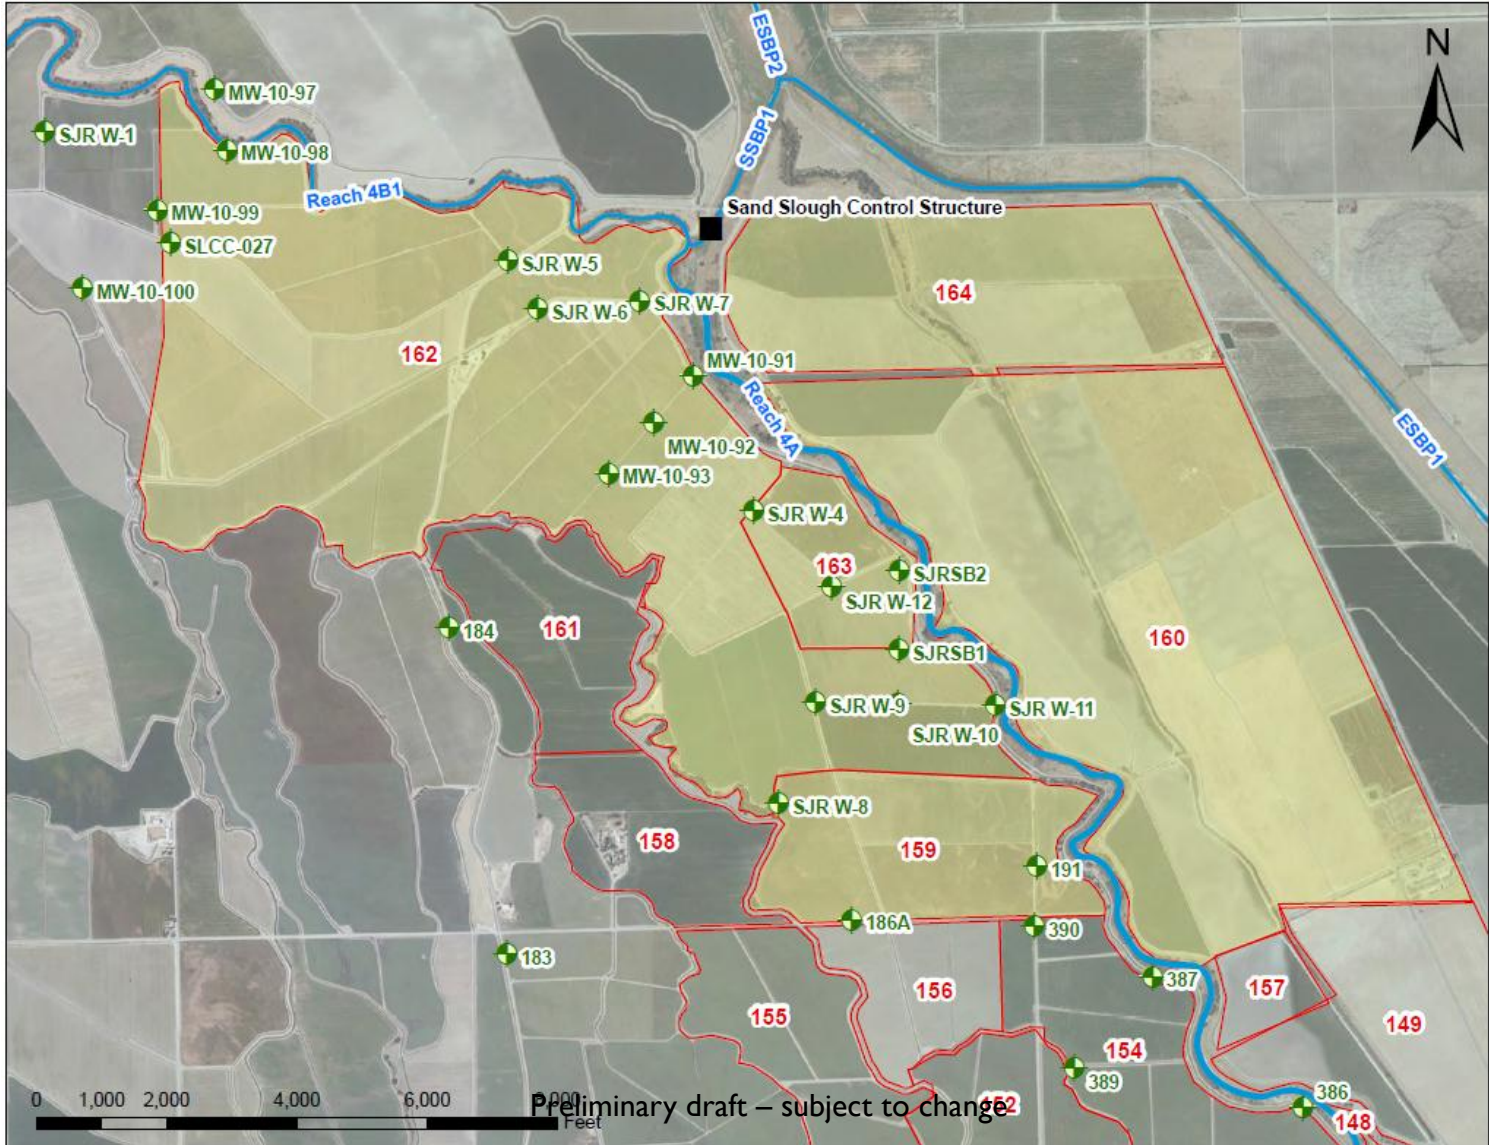 ESBP2
N
MW-10-97
SJR W-1
SSBP1
MW-10-98
Reach 4B1
MW-10-99
Sand Slough Control Structure
SLCC-027
SJR W-5
MW-10-100
164
SJR W-6
SJR W-7
162
MW-10-91
Reach 4A
ESBP1
MW-10-92
MW-10-93
SJR W-4
163
SJRSB2
SJR W-12
184
161
160
SJRSB1
SJR W-9
SJR W-11
SJR W-10
SJR W-8
158
159
191
186A
390
183
387
156
157
155
149
154
389
386
152
148
0 1,000 2,000 4,000 6,000 8,000
Feet
Preliminary draft – subject to change